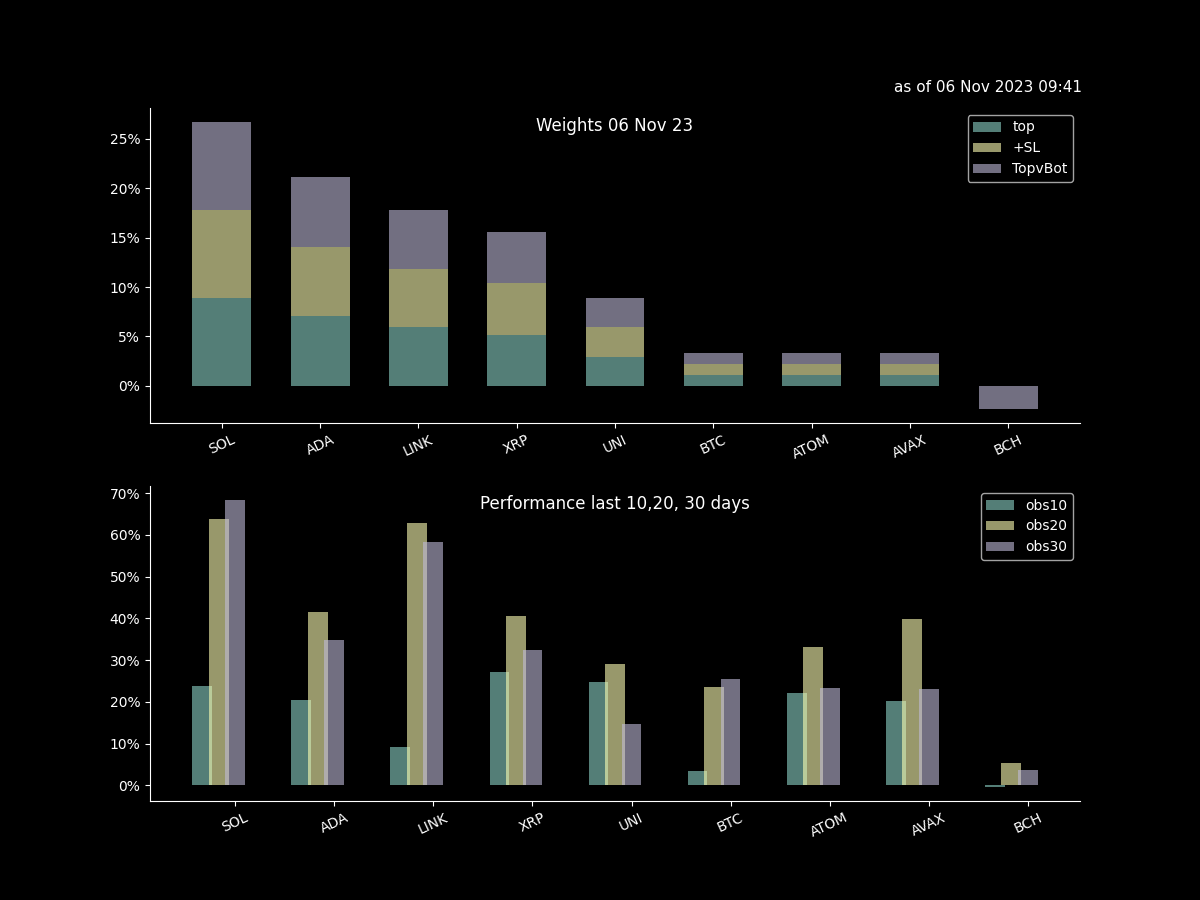 as of 06 Nov 2023 09:41
Weights 06 Nov 23
top
+SL
TopvBot
25%
20%
15%
10%
5%
0%
SOL ADA LINK XRP UNI BTC ATOM AVAX BCH
Performance last 10,20, 30 days
obs10
obs20
obs30
70%
60%
50%
40%
30%
20%
10%
0%
SOL ADA LINK XRP UNI BTC ATOM AVAX BCH